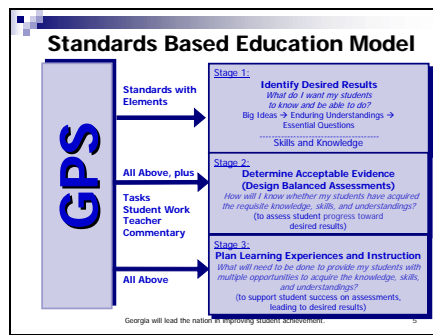 Standards Based Education Model
GPS
Standards with
Elements
All Above, plus
Tasks
Student Work
Teacher
Commentary
All Above
Stage 1:
Identify Desired Results
What do I want my students
to know and be able to do?
Big Ideas → Enduring Understandings →
Essential Questions
---------------------------------------
Skills and Knowledge
Stage 2:
Determine Acceptable Evidence
(Design Balanced Assessments)
How will I know whether my students have acquired
the requisite knowledge, skills, and understandings?
(to assess student progress toward
desired results)
Stage 3:
Plan Learning Experiences and Instruction
What will need to be done to provide my students with
multiple opportunities to acquire the knowledge, skills,
and understandings?
(to support student success on assessments,
leading to desired results)
Georgia will lead the nation in improving student achievement.
5